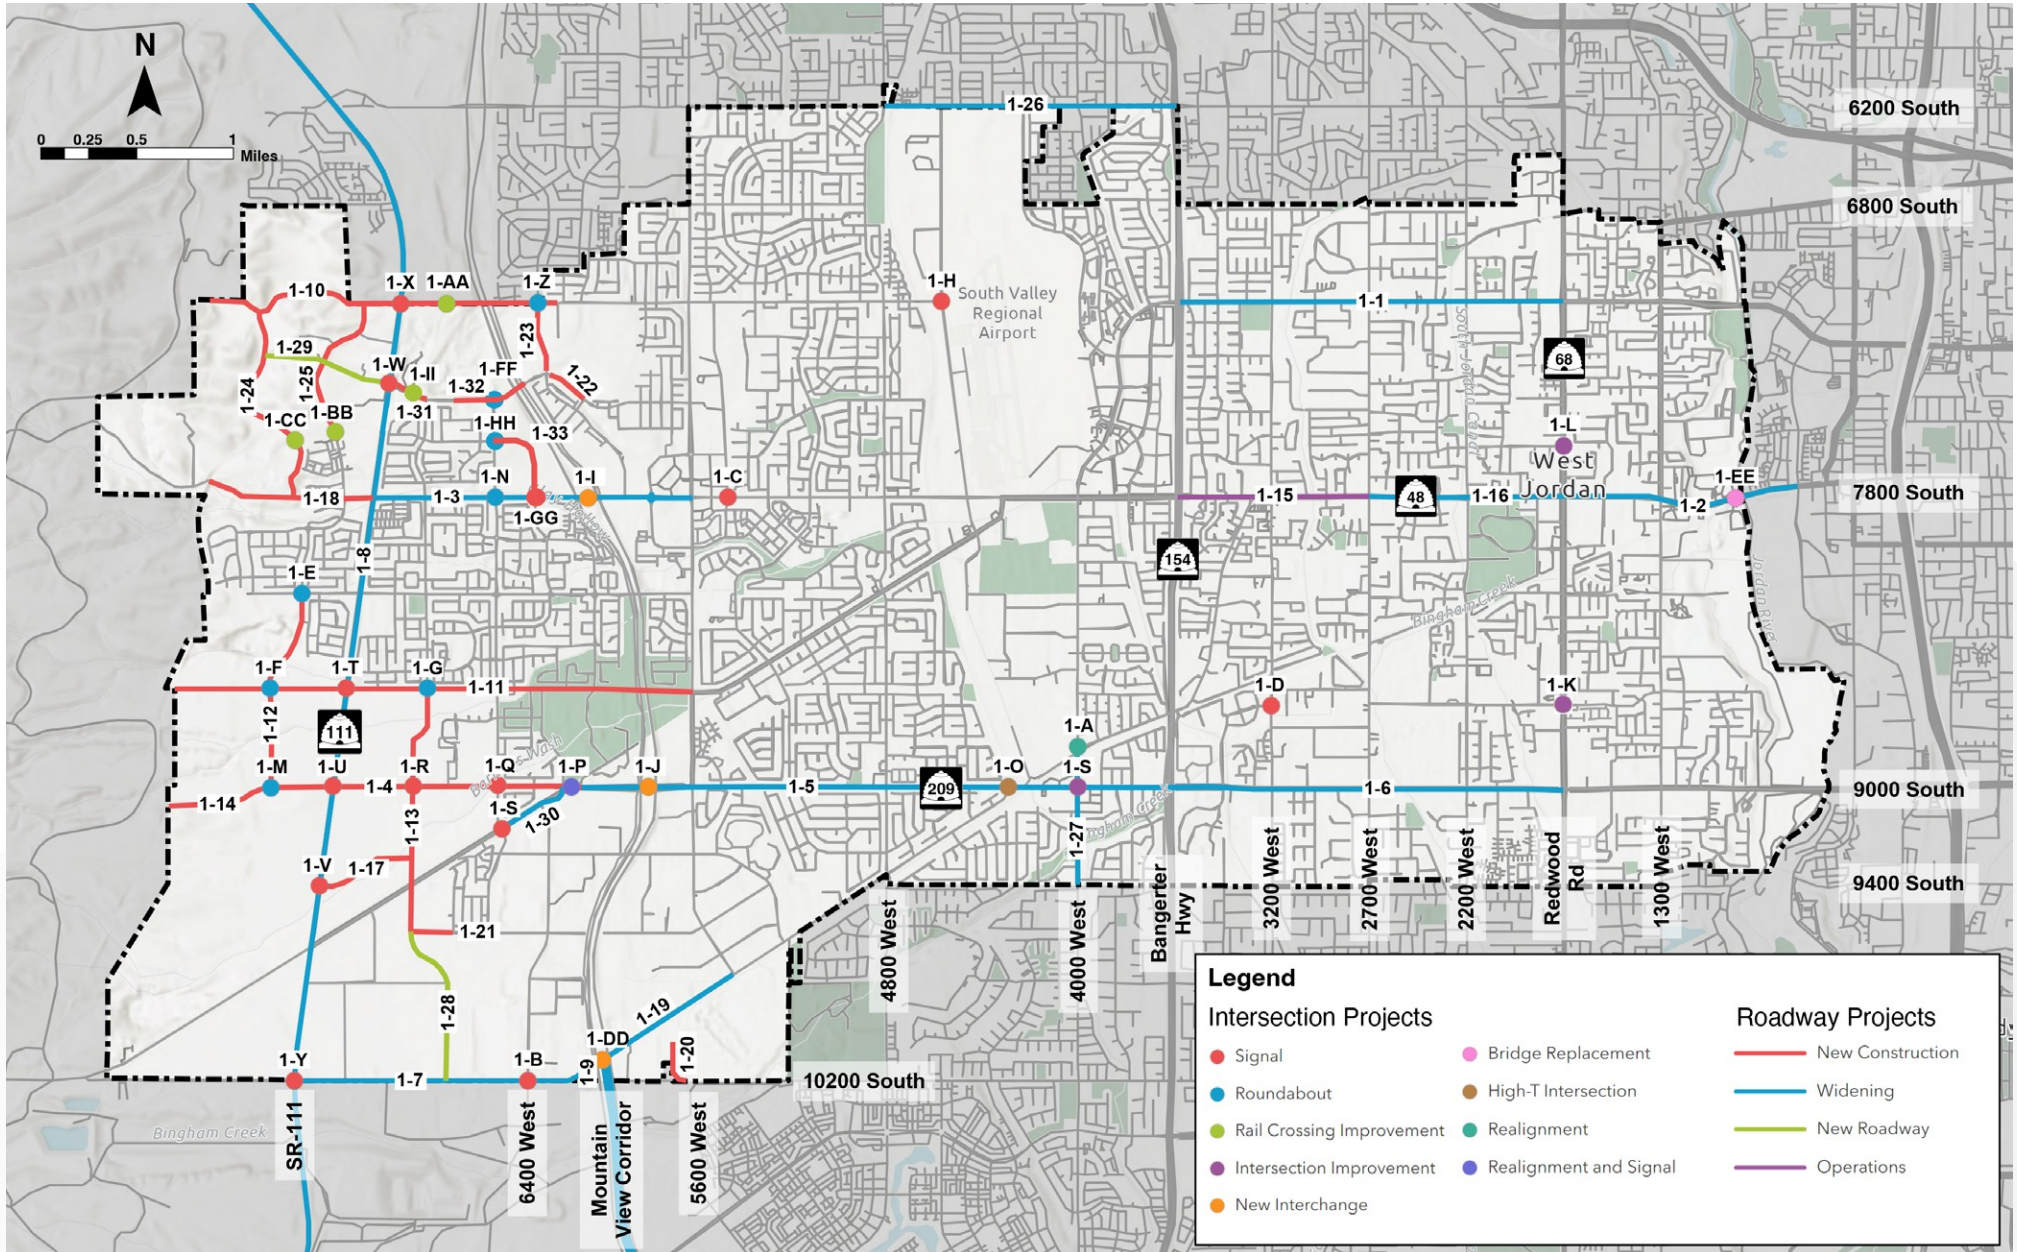 N
0 0.25 0.5 1
Miles
1-26
6200 South
6800 South
1-10
1-X
1-AA
1-Z
1-H
South Valley
Regional
Airport
1-1
1-23
1-29
1-W
1-II
1-FF
1-22
1-24
1-25
1-32
1-31
1-CC
1-BB
1-HH
1-33
68
South Jordan Canal
1-L
West
Jordan
1-18
1-3
1-N
1-GG
1-I
1-C
1-15
48
1-16
1-2
1-EE
7800 South
1-8
1-E
154
Bingham Creek
Jordan River
1-F
1-T
1-G
1-11
1-D
1-K
1-12
111
1-A
1-M
1-U
1-4
1-R
1-Q
1-P
1-J
1-5
209
1-O
1-S
1-6
9000 South
1-14
1-13
1-S
1-30
1-27
1-V
1-17
9400 South
1-21
4800 West
4000 West
Bangerter
Hwy
3200 West
2700 West
2200 West
Redwood
Rd
1300 West
1-28
1-19
1-DD
1-20
1-Y
1-7
1-B
1-9
10200 South
Bingham Creek
SR-111
6400 West
Mountain
View Corridor
5600 West
Legend
Intersection Projects
Signal
Roundabout
Rail Crossing Improvement
Intersection Improvement
New Interchange
Bridge Replacement
High-T Intersection
Realignment
Realignment and Signal
Roadway Projects
New Construction
Widening
New Roadway
Operations